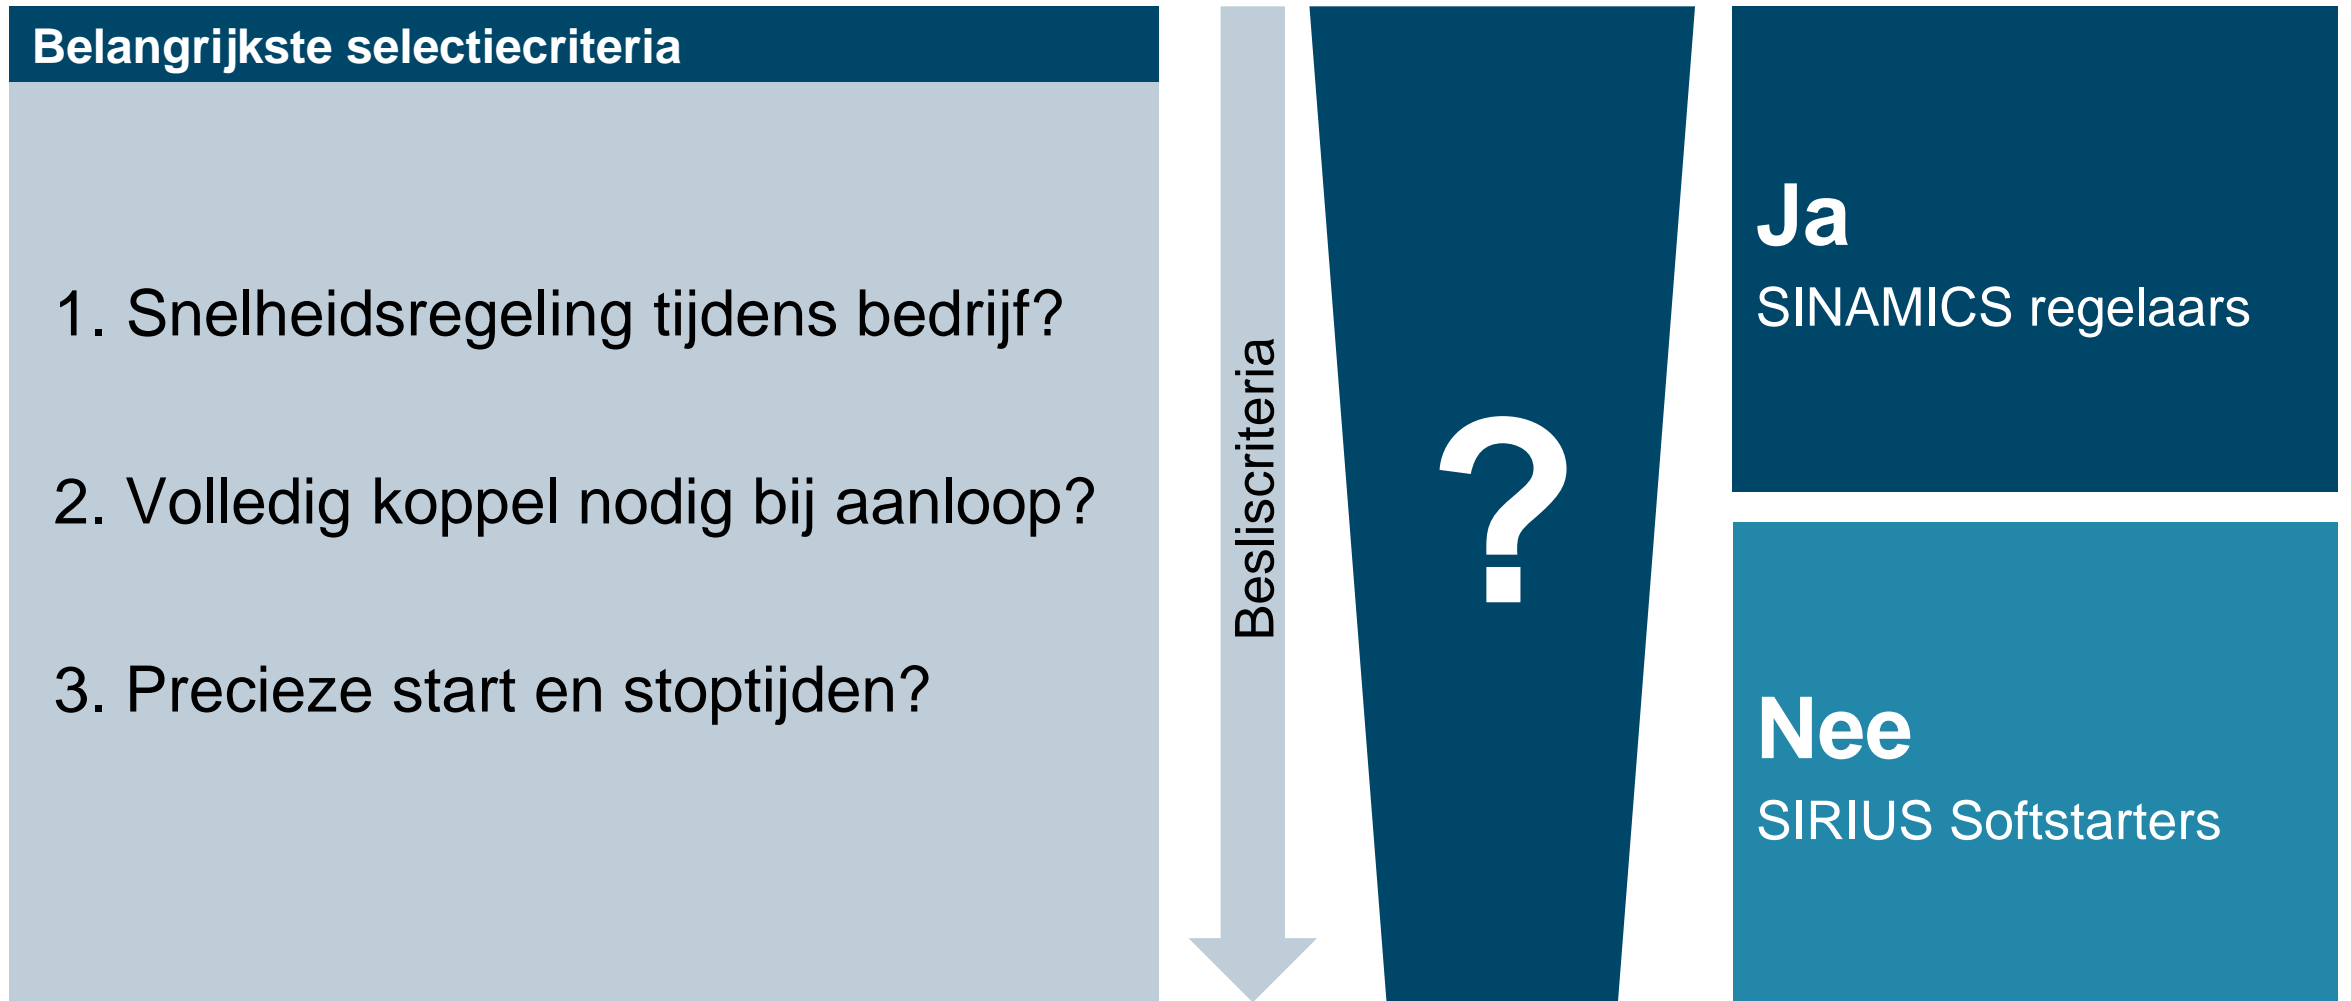 Belangrijkste selectiecriteria
1. Snelheidsregeling tijdens bedrijf?
2. Volledig koppel nodig bij aanloop?
3. Precieze start en stoptijden?
Besliscriteria
?
Ja
SINAMICS regelaars
Nee
SIRIUS Softstarters